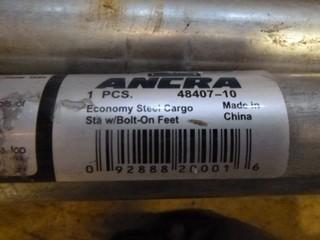 ANCRA
1 PCS. 48407-10
Economy Steel Cargo Made In
Sta w/Bolt-On Feet China
0 92888 20001 6